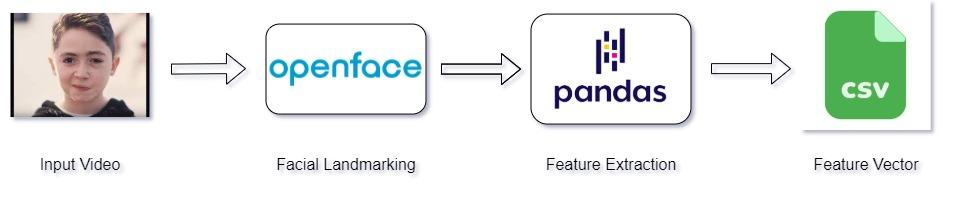 openface
pandas
CSV
Input Video
Facial Landmarking
Feature Extraction
Feature Vector